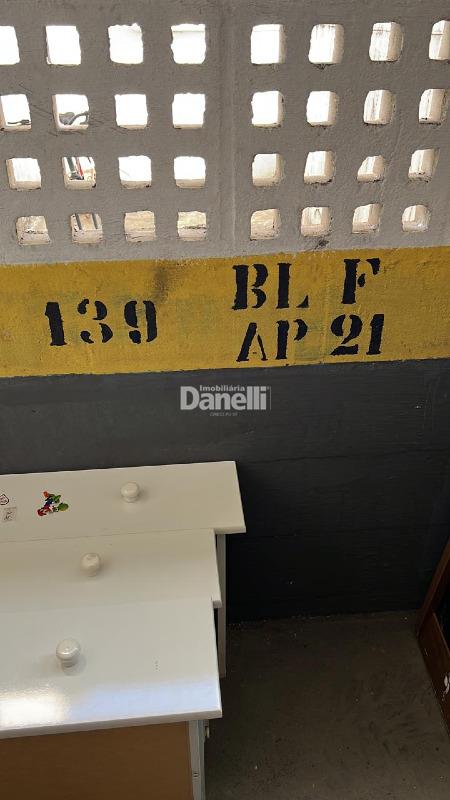 139
BL F
AP 21
Imobiliária
Danelli